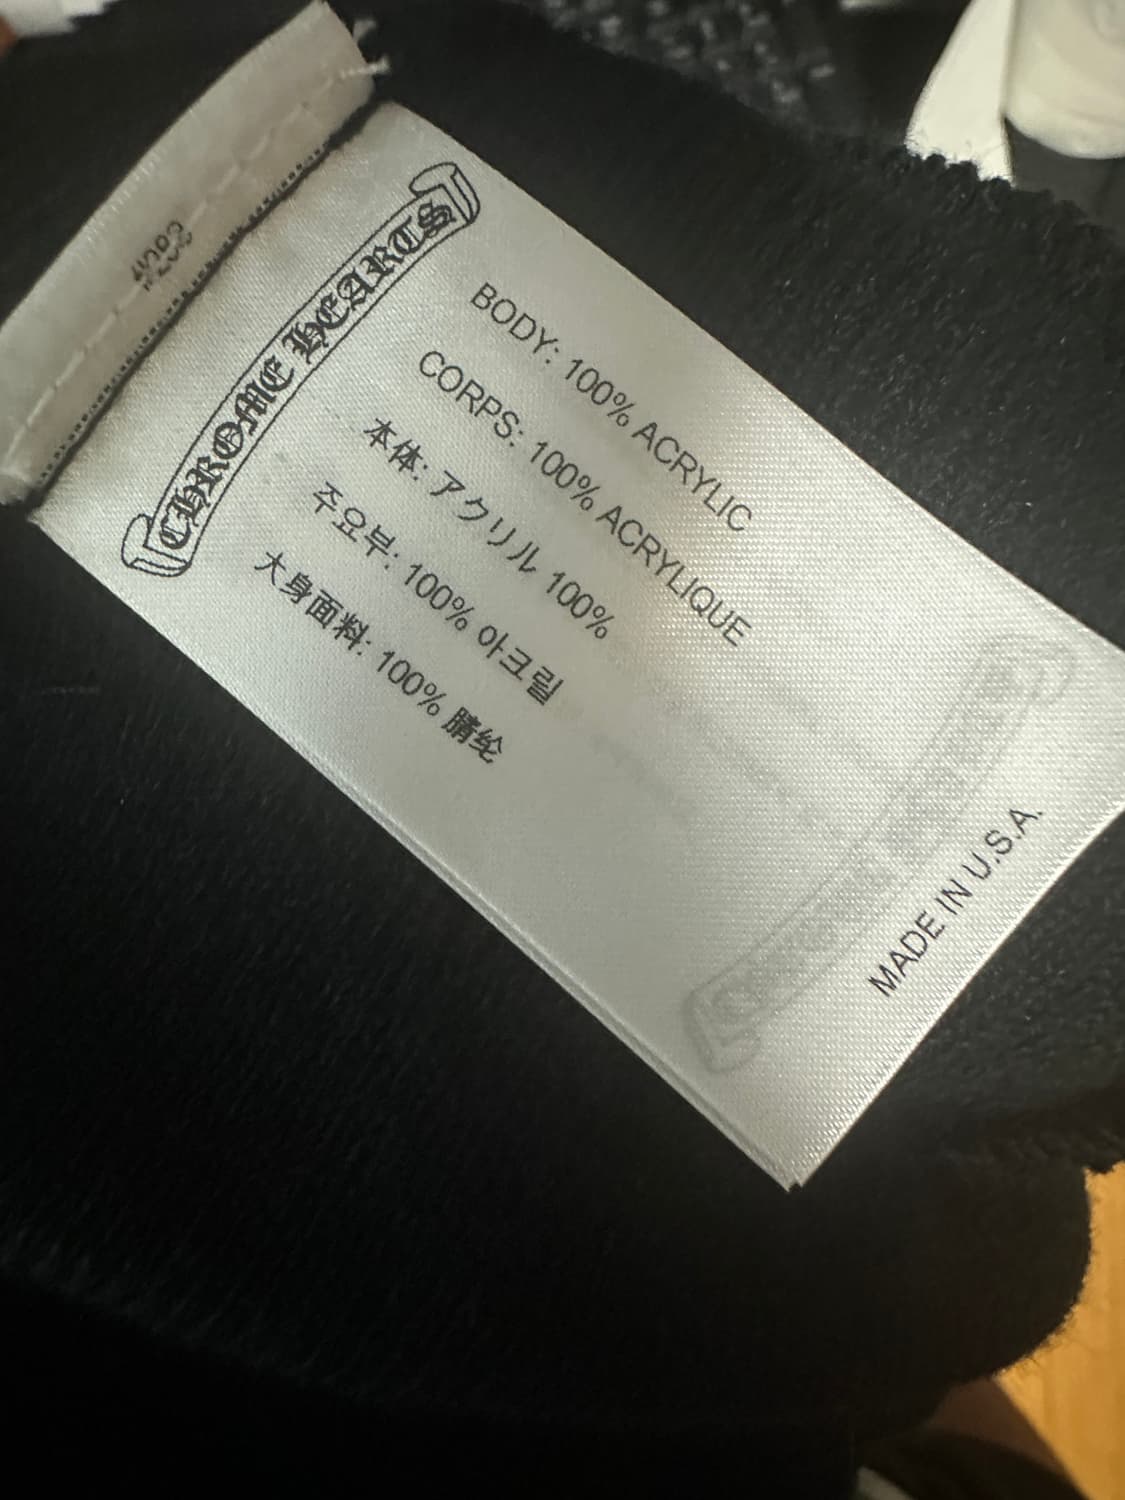 CHROME HEARTS
BODY: 100% ACRYLIC
CORPS: 100% ACRYLIQUE
本体: アクリル 100%
주요부: 100% 아크릴
大身面料: 100% 腈纶
MADE IN U.S.A.